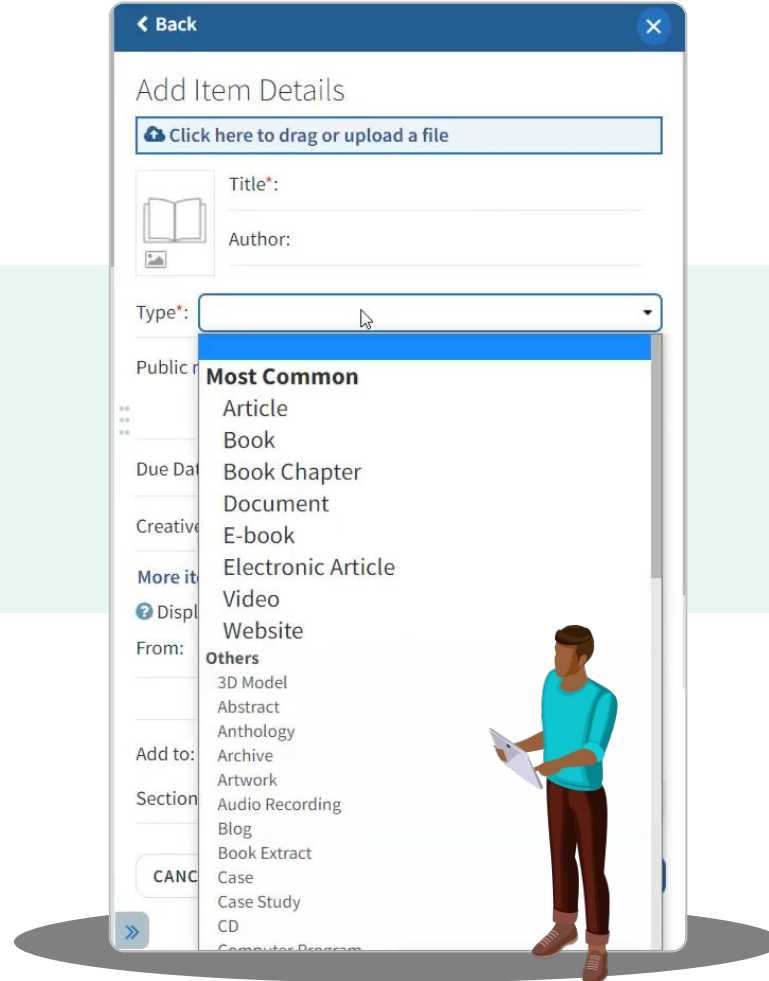 Back
Add Item Details
Click here to drag or upload a file
Title*:
Author:
Type*:
Public
Most Common
Article
Book
Book Chapter
Due Dat
Document
Creative
E-book
Electronic Article
More it
Video
Displ
Website
From:
Others
3D Model
Abstract
Anthology
Add to:
Archive
Artwork
Section
Audio Recording
Blog
Book Extract
CANC
Case
Case Study
CD
Computer Program